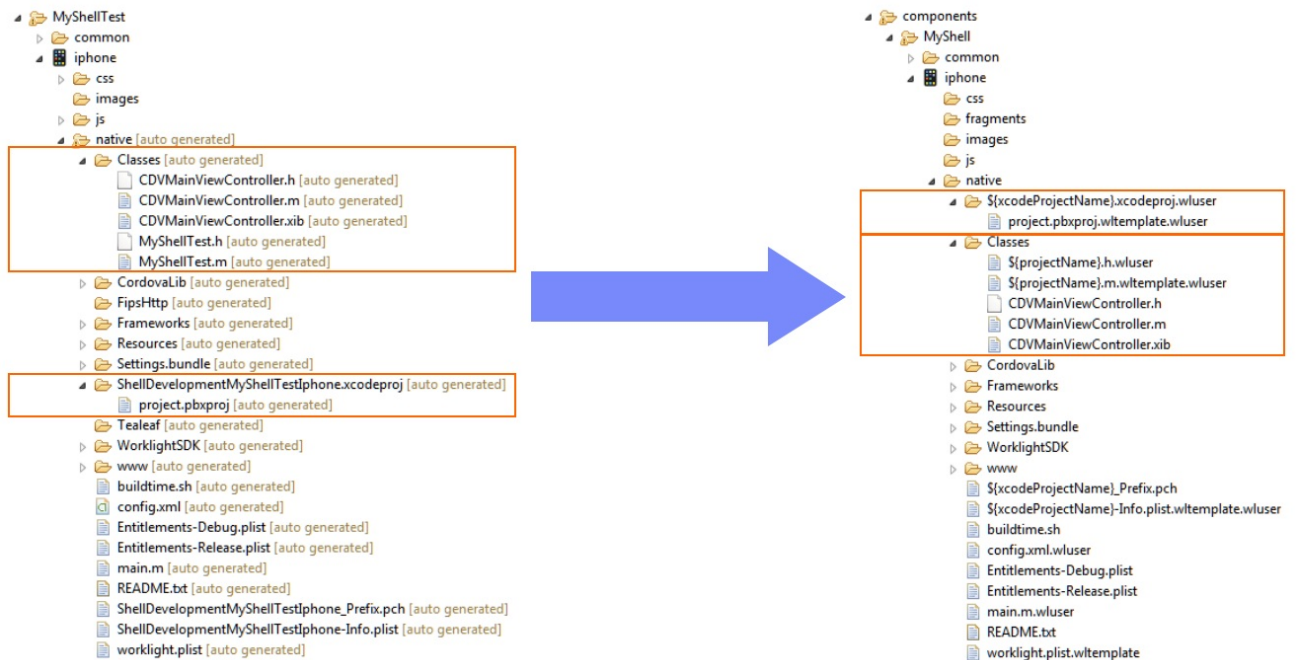 MyShellTest
common
iphone
css
images
js
native [auto generated]
Classes [auto generated]
CDVMainViewController.h [auto generated]
CDVMainViewController.m [auto generated]
CDVMainViewController.xib [auto generated]
MyShellTest.h [auto generated]
MyShellTest.m [auto generated]
CordovaLib [auto generated]
FipsHttp [auto generated]
Frameworks [auto generated]
Resources [auto generated]
Settings.bundle [auto generated]
ShellDevelopmentMyShellTestIphone.xcodeproj [auto generated]
project.pbxproj [auto generated]
Tealeaf [auto generated]
WorklightSDK [auto generated]
www [auto generated]
buildtime.sh [auto generated]
config.xml [auto generated]
Entitlements-Debug.plist [auto generated]
Entitlements-Release.plist [auto generated]
main.m [auto generated]
README.txt [auto generated]
ShellDevelopmentMyShellTestIphone_Prefix.pch [auto generated]
ShellDevelopmentMyShellTestIphone-Info.plist [auto generated]
worklight.plist [auto generated]
components
MyShell
common
iphone
css
fragments
images
js
native
${xcodeProjectName}.xcodeproj.wluser
project.pbxproj.wltemplate.wluser
Classes
${projectName}.h.wluser
${projectName}.m.wltemplate.wluser
CDVMainViewController.h
CDVMainViewController.m
CDVMainViewController.xib
CordovaLib
Frameworks
Resources
Settings.bundle
WorklightSDK
www
${xcodeProjectName}_Prefix.pch
${xcodeProjectName}-Info.plist.wltemplate.wluser
buildtime.sh
config.xml.wluser
Entitlements-Debug.plist
Entitlements-Release.plist
main.m.wluser
README.txt
worklight.plist.wltemplate